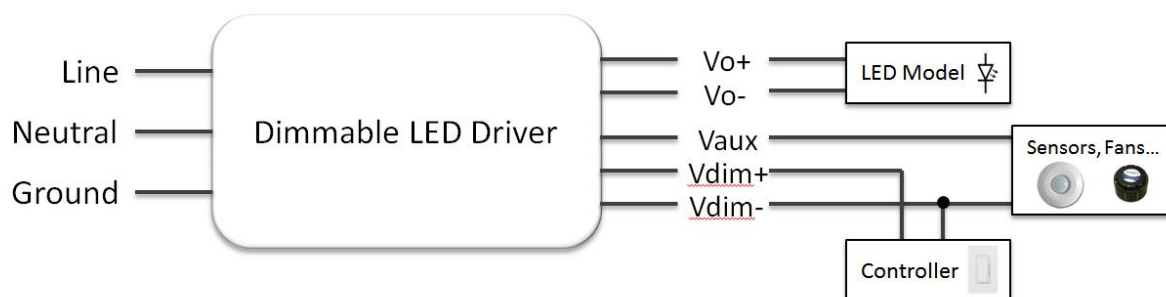 Line
Neutral
Ground
Dimmable LED Driver
Vo+
Vo-
Vaux
Vdim+
Vdim-
LED Model
Sensors, Fans...
Controller